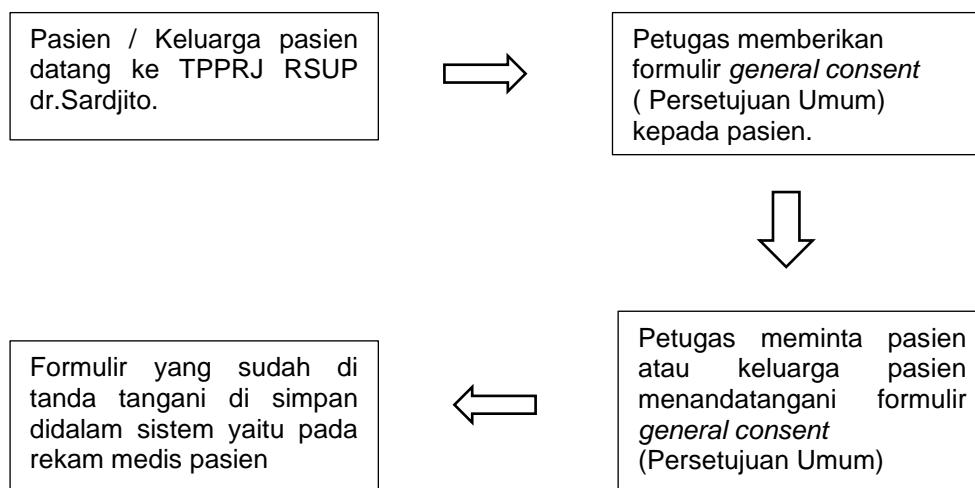 Pasien / Keluarga pasien
datang ke TPPRJ RSUP
dr.Sardjito.
Petugas memberikan
formulir general consent
( Persetujuan Umum)
kepada pasien.
Petugas meminta pasien
atau keluarga pasien
menandatangani formulir
general consent
(Persetujuan Umum)
Formulir yang sudah di
tanda tangani di simpan
didalam sistem yaitu pada
rekam medis pasien